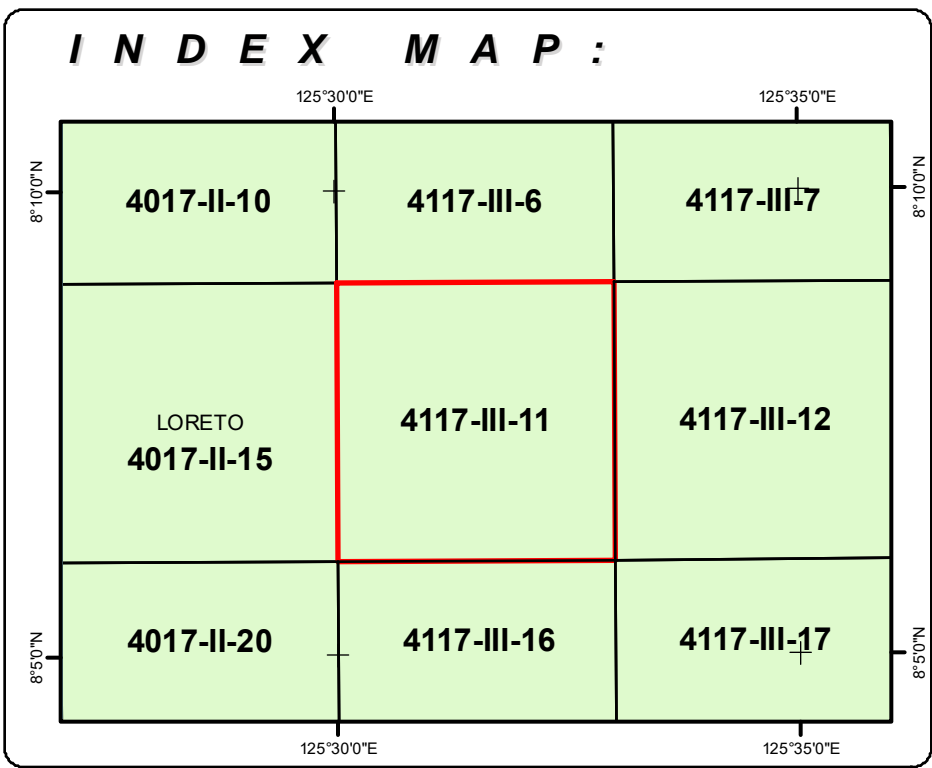 INDEX MAP:
125°30'0"E
125°35'0"E
8°10'0"N
4017-II-10
4117-III-6
4117-III-7
8°10'0"N
LORETO
4017-II-15
4117-III-11
4117-III-12
8°5'0"N
4017-II-20
4117-III-16
4117-III-17
8°5'0"N
125°30'0"E
125°35'0"E